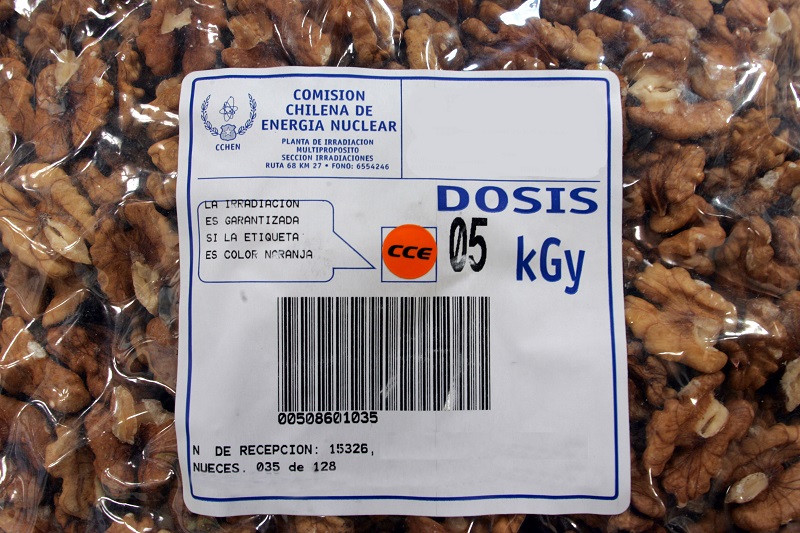 COMISION
CHILENA DE
ENERGIA NUCLEAR
CCHEN
PLANTA DE IRRADIACION
MULTIPROPOSITO
SECCION IRRADIACIONES
RUTA 68 KM 27 • FONO: 6554246
DOSIS
05 kGy
LA IRRADIACION
ES GARANTIZADA
SI LA ETIQUETA
ES COLOR NARANJA
CCE
00508601035
N DE RECEPCION: 15326,
NUECES. 035 de 128